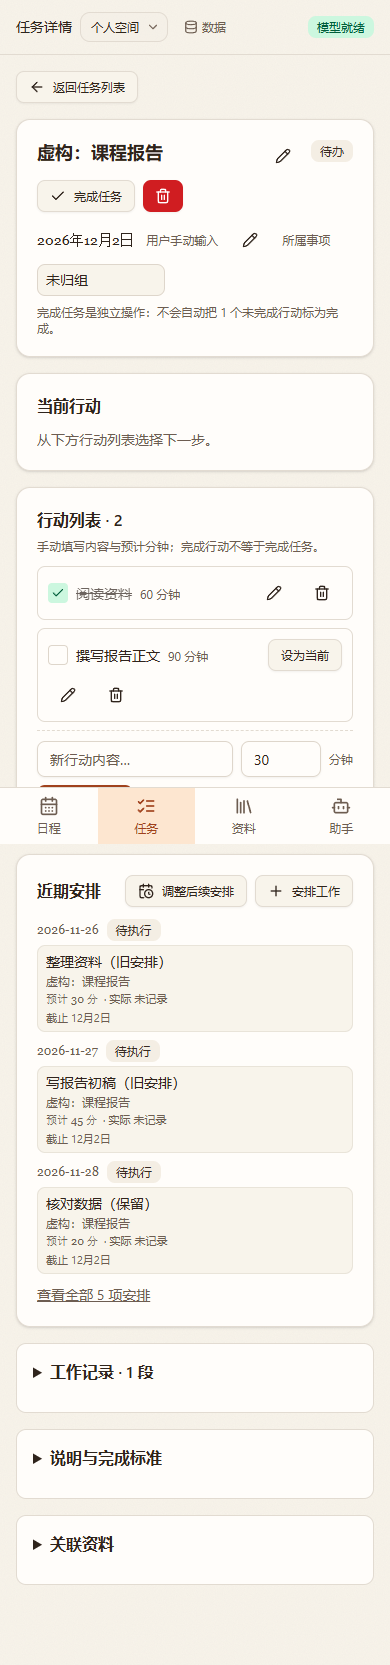 任务详情
个人空间
数据
模型就绪
返回任务列表
虚构：课程报告
待办
完成任务
2026年12月2日 用户手动输入 所属事项
未归组
完成任务是独立操作：不会自动把 1 个未完成行动标为完
成。
当前行动
从下方行动列表选择下一步。
行动列表 · 2
手动填写内容与预计分钟；完成行动不等于完成任务。
阅读资料 60 分钟
撰写报告正文 90 分钟 设为当前
新行动内容... 30 分钟
日程 任务 资料 助手
近期安排 调整后续安排 安排工作
2026-11-26 待执行
整理资料（旧安排）
虚构：课程报告
预计 30 分 · 实际 未记录
截止 12月2日
2026-11-27 待执行
写报告初稿（旧安排）
虚构：课程报告
预计 45 分 · 实际 未记录
截止 12月2日
2026-11-28 待执行
核对数据（保留）
虚构：课程报告
预计 20 分 · 实际 未记录
截止 12月2日
查看全部 5 项安排
工作记录 · 1 段
说明与完成标准
关联资料